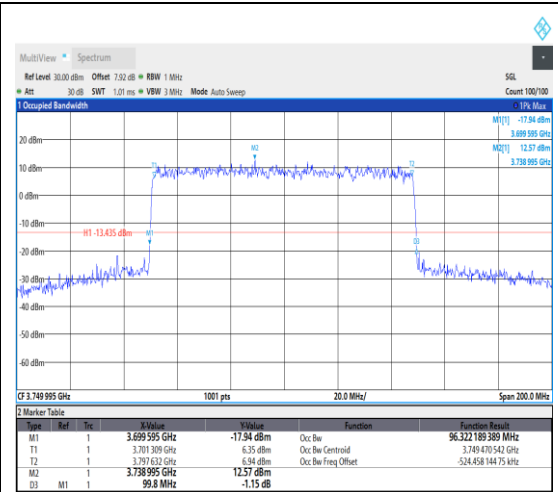 MultiView Spectrum
Ref Level 30.00 dBm Offset 7.92 dB RBW 1 MHz SGL
Att 30 dB SWT 1.01 ms VBW 3 MHz Mode Auto Sweep Count 100/100
1 Occupied Bandwidth 1Pk Max
M1[1] -17.94 dBm
3.699 595 GHz
M2[1] 12.57 dBm
3.738 995 GHz
20 dBm
M2
T1 T2
10 dBm
0 dBm
-10 dBm
H1 -13.435 dBm M1
D3
-20 dBm
-30 dBm
-40 dBm
-50 dBm
-60 dBm
CF 3.749 995 GHz 1001 pts 20.0 MHz/ Span 200.0 MHz
2 Marker Table
Type Ref Trc X-Value Y-Value Function Function Result
M1 1 3.699 595 GHz -17.94 dBm Occ Bw 96.322 189 389 MHz
T1 1 3.701 309 GHz 6.35 dBm Occ Bw Centroid 3.749 470 542 GHz
T2 1 3.797 632 GHz 6.94 dBm Occ Bw Freq Offset -524.458 144 75 kHz
M2 1 3.738 995 GHz 12.57 dBm
D3 M1 1 99.8 MHz -1.15 dB